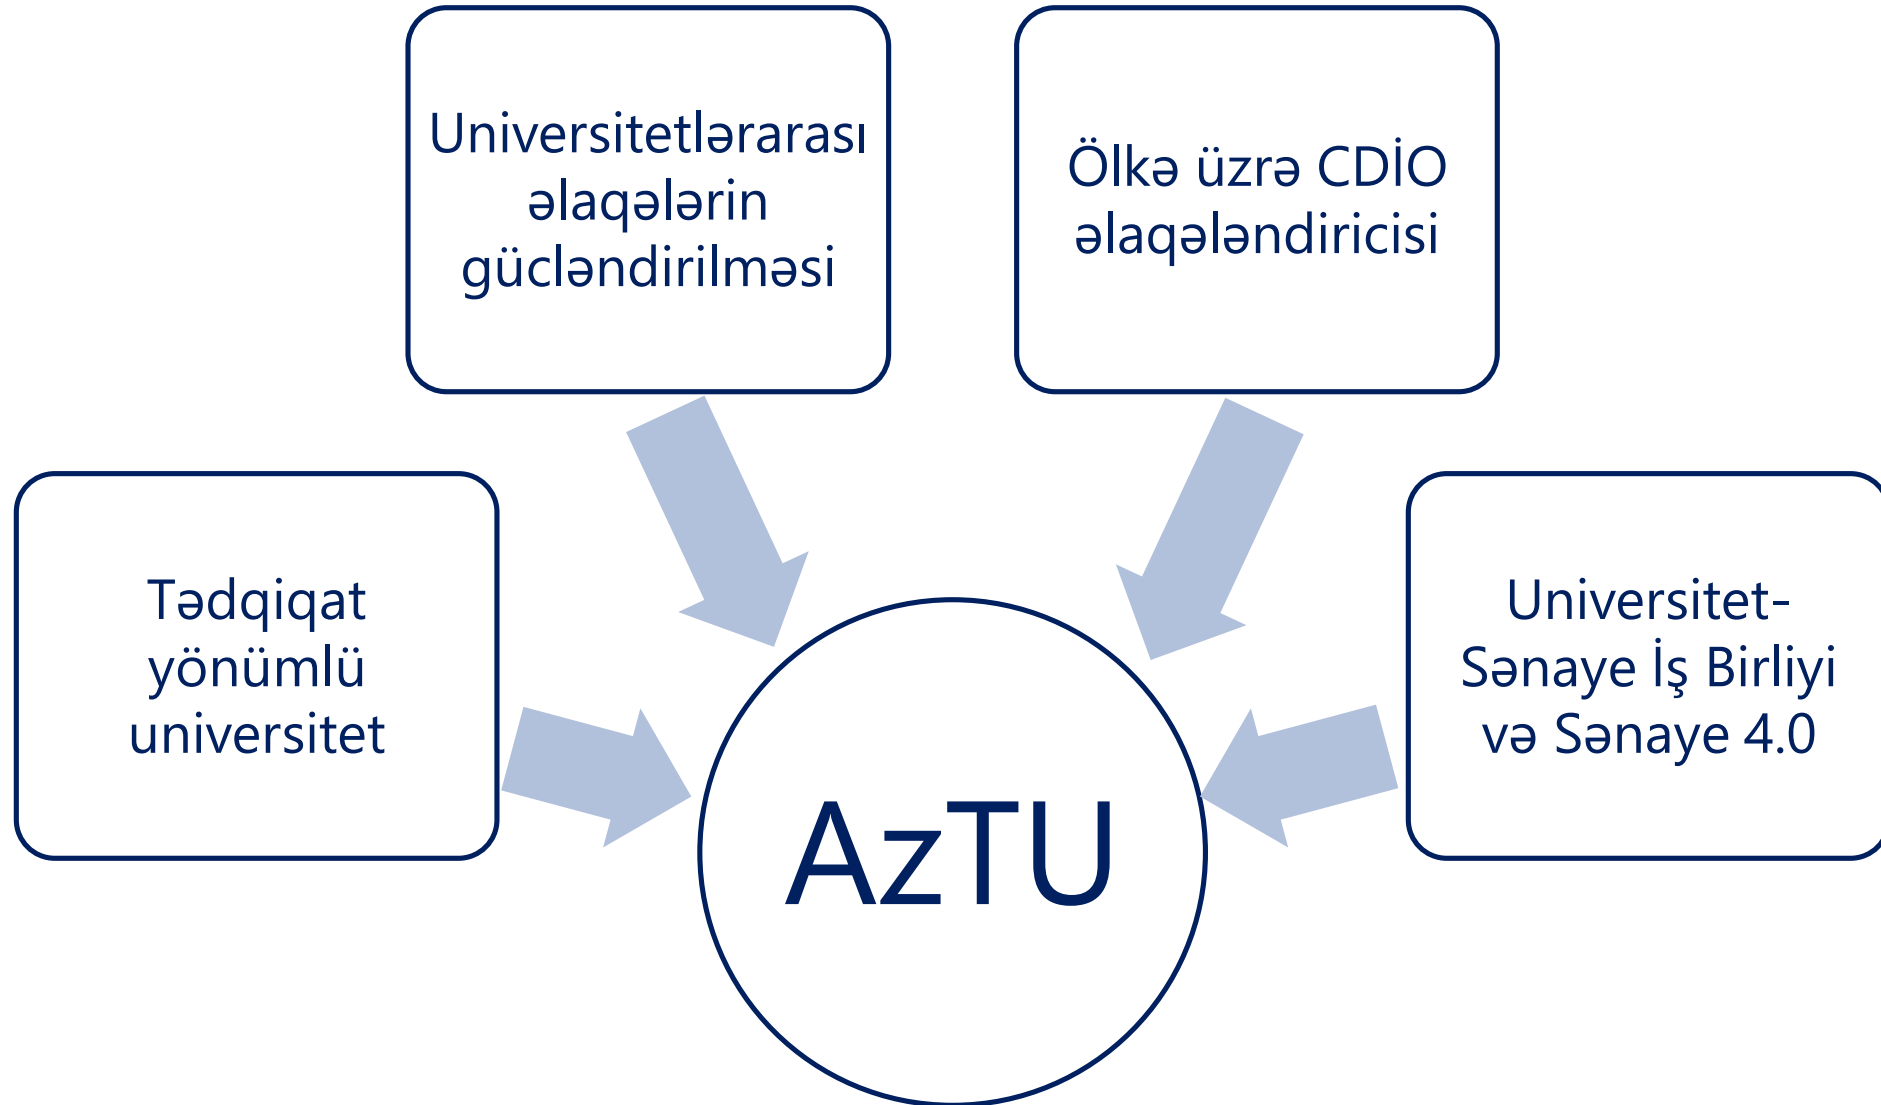 Universitetlərarası
əlaqələrin
gücləndirilməsi
Ölkə üzrə CDİO
əlaqələndiricisi
Tədqiqat
yönümlü
universitet
Universitet-
Sənaye İş Birliyi
və Sənaye 4.0
AzTU